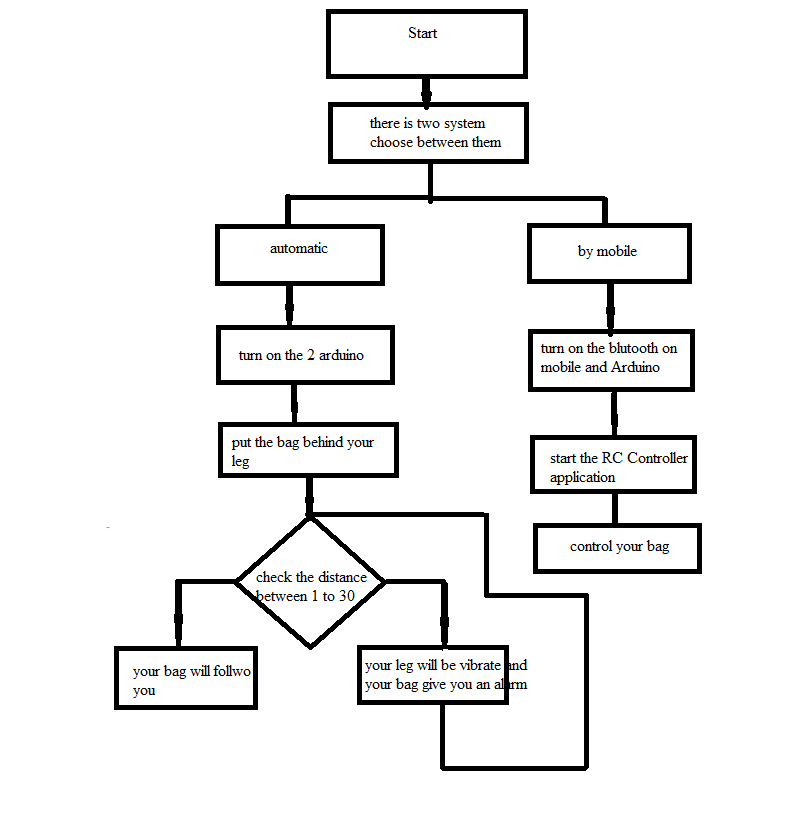 Start
there is two system
choose between them
automatic
by mobile
turn on the 2 arduino
turn on the blutooth on
mobile and Arduino
put the bag behind your
leg
start the RC Controller
application
control your bag
check the distance
between 1 to 30
your bag will follwo
you
your leg will be vibrate and
your bag give you an alarm